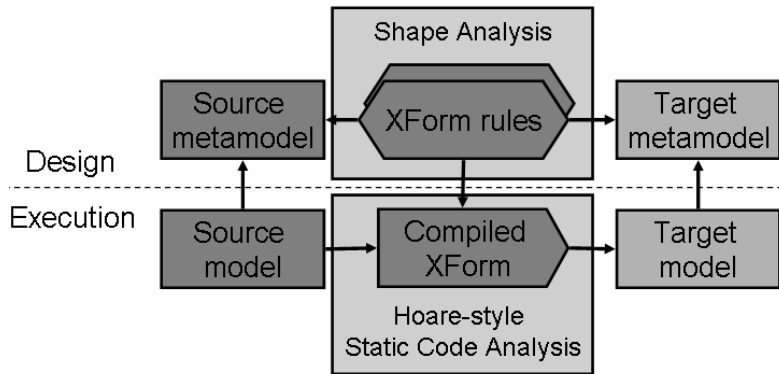 Shape Analysis
Source
metamodel
XForm rules
Target
metamodel
Design
Execution
Source
model
Compiled
XForm
Target
model
Hoare-style
Static Code Analysis